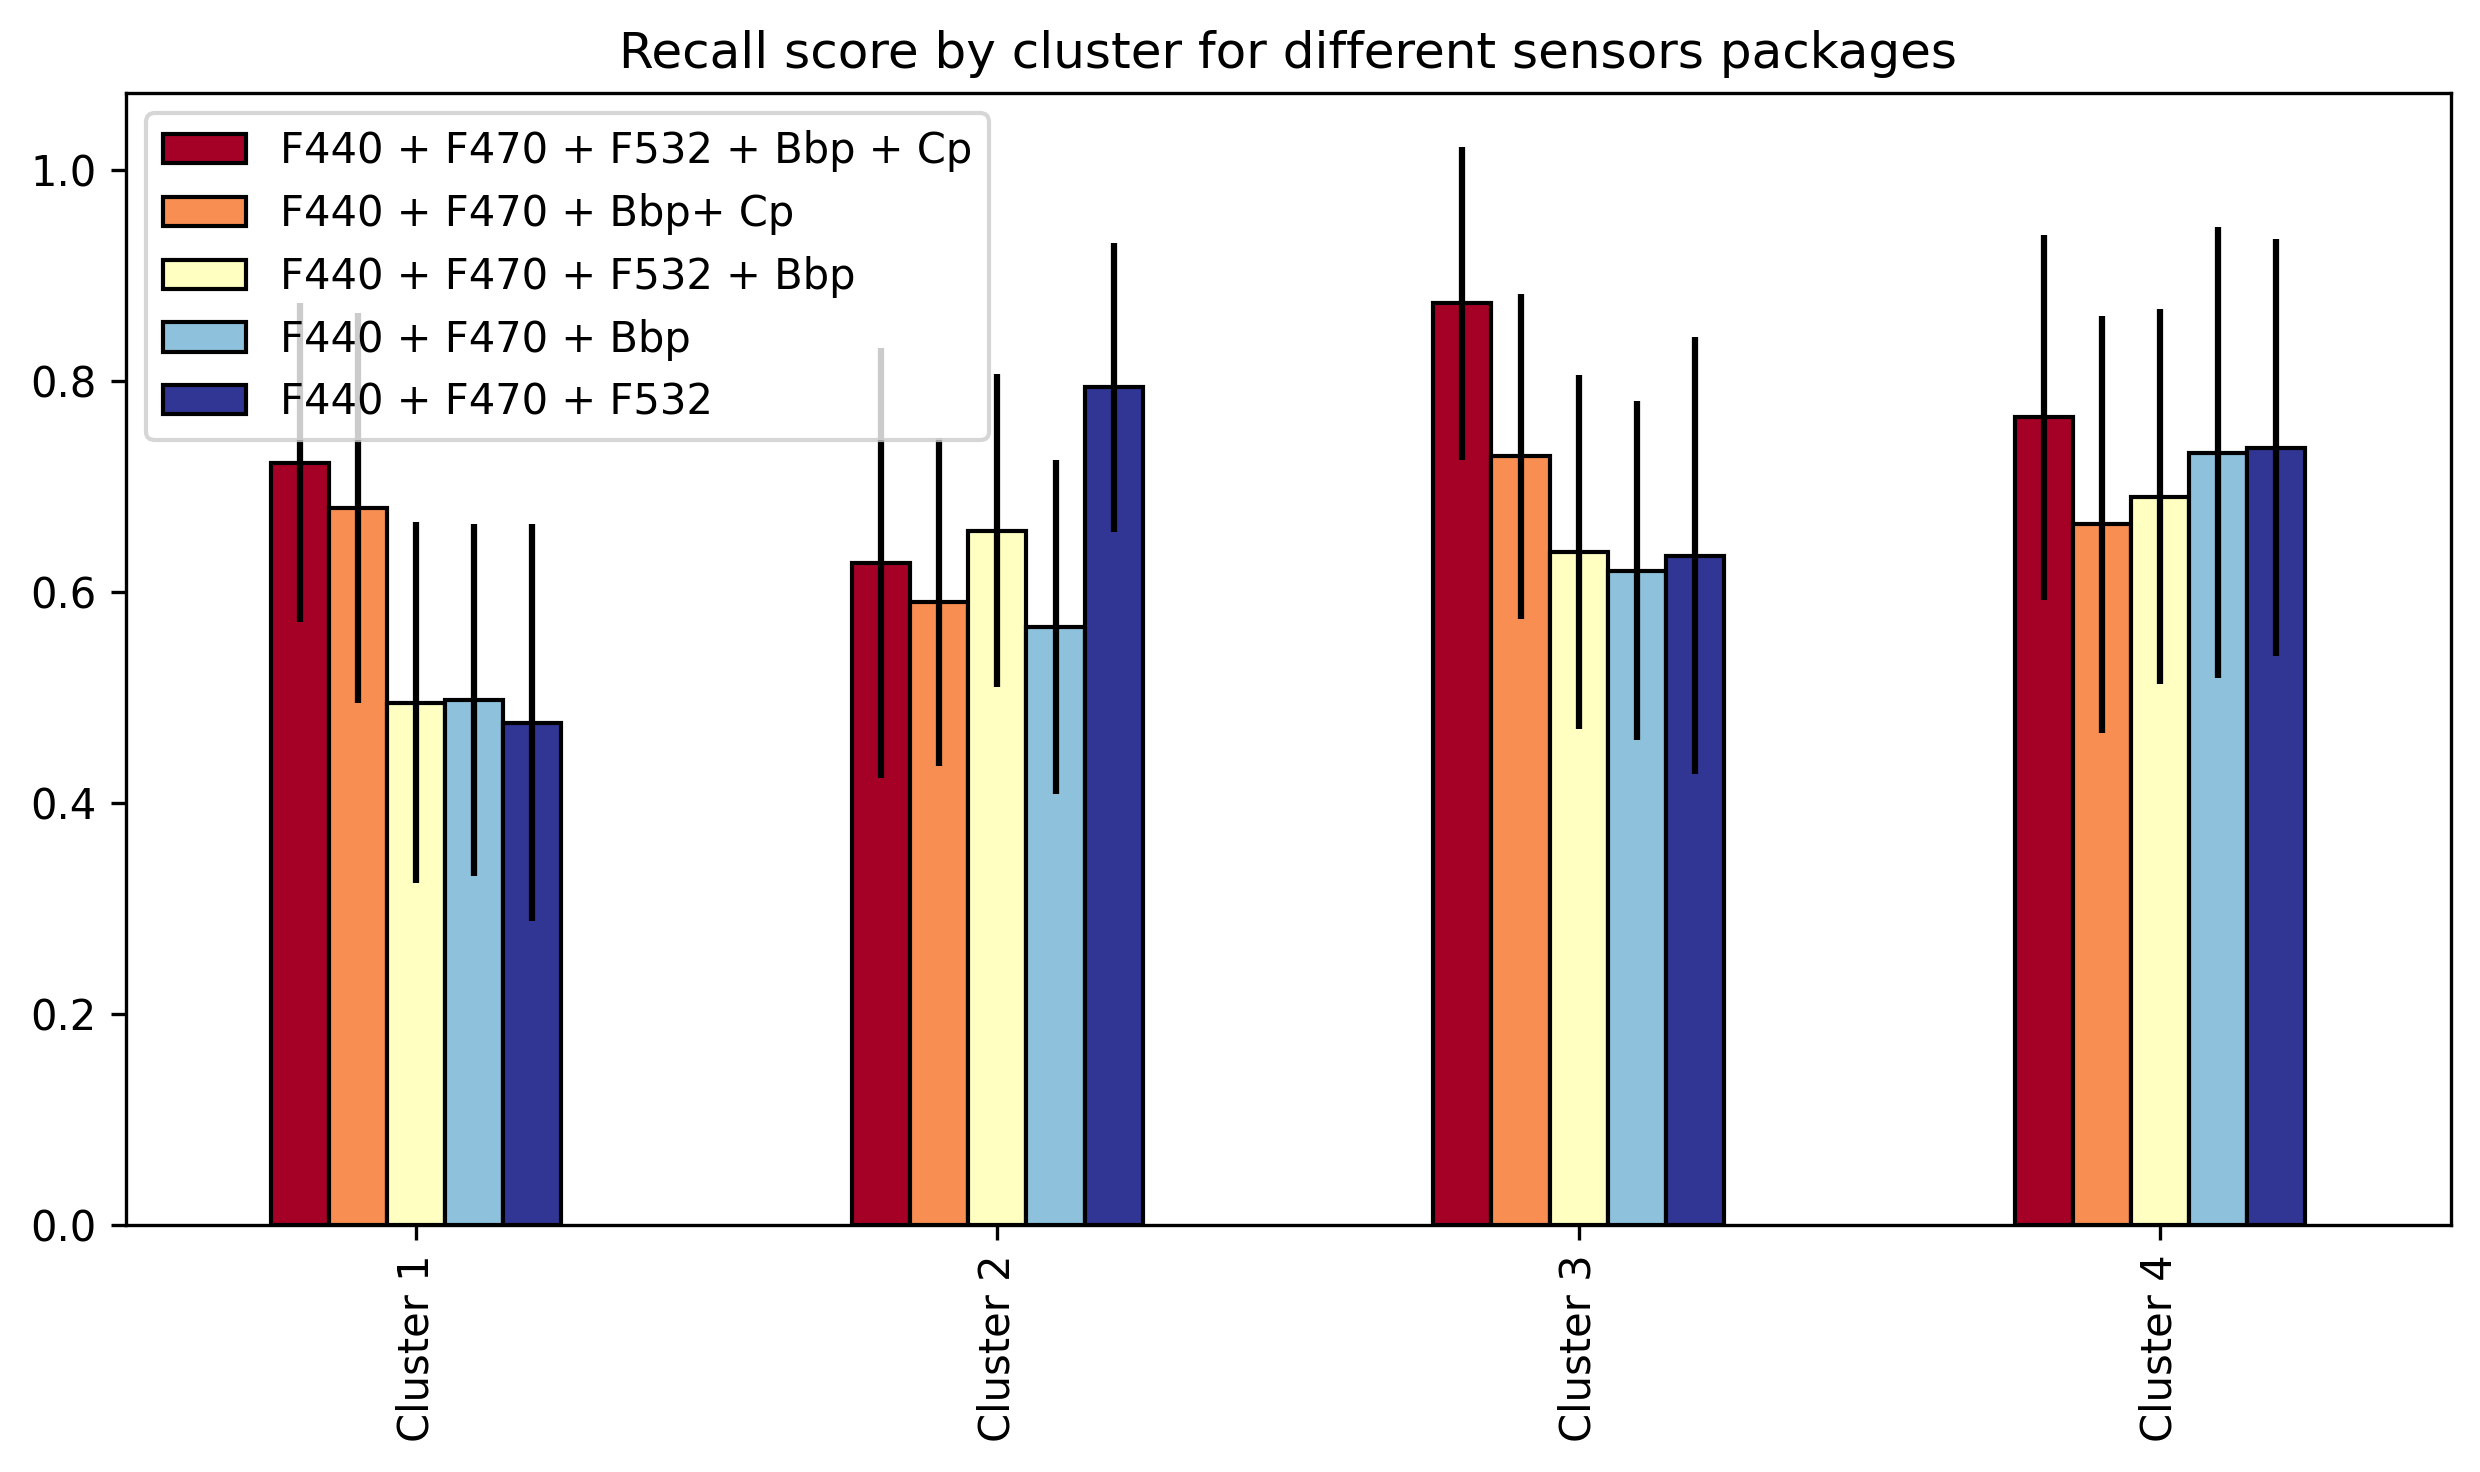 Recall score by cluster for different sensors packages
F440 + F470 + F532 + Bbp + Cp
F440 + F470 + Bbp+ Cp
F440 + F470 + F532 + Bbp
F440 + F470 + Bbp
F440 + F470 + F532
1.0
0.8
0.6
0.4
0.2
0.0
Cluster 1
Cluster 2
Cluster 3
Cluster 4